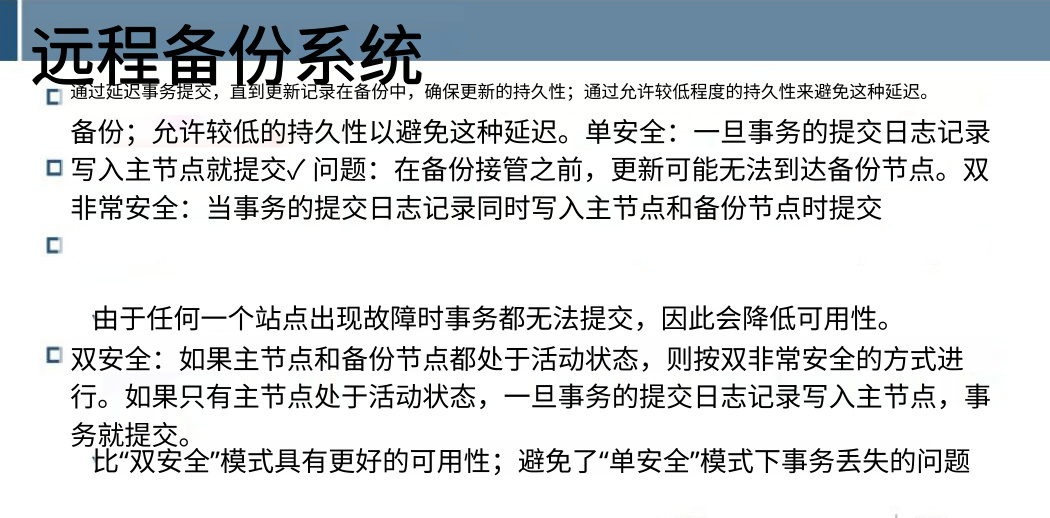 远程备份系统
通过延迟事务提交，直到更新记录在备份中，确保更新的持久性；通过允许较低程度的持久性来避免这种延迟。
备份；允许较低的持久性以避免这种延迟。单安全：一旦事务的提交日志记录
写入主节点就提交✓ 问题：在备份接管之前，更新可能无法到达备份节点。双
非常安全：当事务的提交日志记录同时写入主节点和备份节点时提交
由于任何一个站点出现故障时事务都无法提交，因此会降低可用性。
双安全：如果主节点和备份节点都处于活动状态，则按双非常安全的方式进
行。如果只有主节点处于活动状态，一旦事务的提交日志记录写入主节点，事
务就提交。
比“双安全”模式具有更好的可用性；避免了“单安全”模式下事务丢失的问题